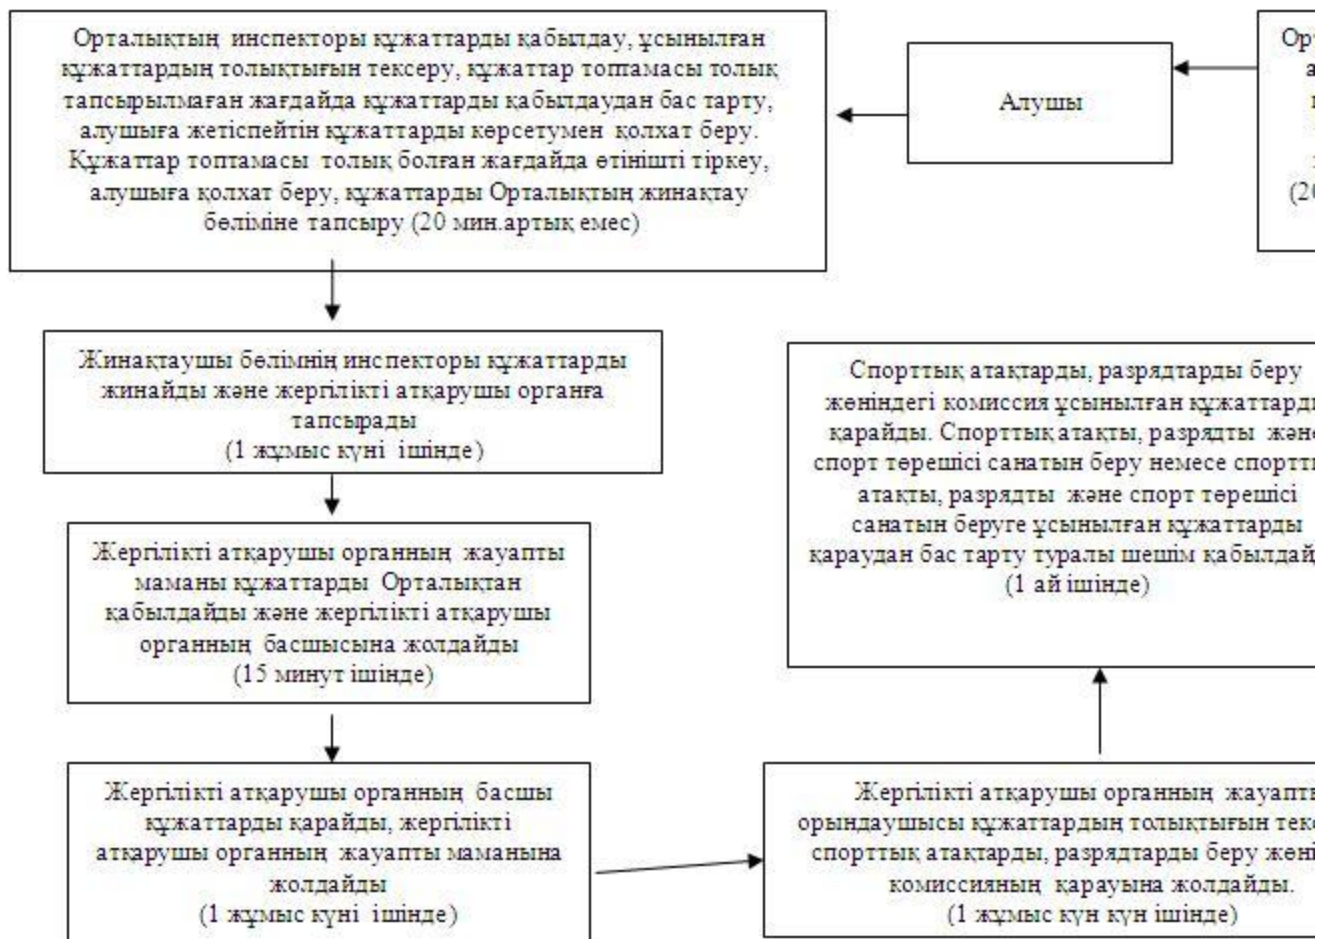 Орталықтың инспекторы құжаттарды қабылдау, ұсынылған
құжаттардың толықтығын тексеру, құжаттар топтамасы толық
тапсырылмаған жағдайда құжаттарды қабылдаудан бас тарту,
алушыға жетіспейтін құжаттарды көрсетумен қолхат беру.
Құжаттар топтамасы толық болған жағдайда өтінішті тіркеу,
алушыға қолхат беру, құжаттарды Орталықтың жинақтау
бөліміне тапсыру (20 мин.артық емес)
Алушы
Жинақтаушы бөлімнің инспекторы құжаттарды
жинайды және жергілікті атқарушы органға
тапсырады
(1 жұмыс күні ішінде)
Жергілікті атқарушы органның жауапты
маманы құжаттарды Орталықтан
қабылдайды және жергілікті атқарушы
органның басшысына жолдайды
(15 минут ішінде)
Жергілікті атқарушы органның басшы
құжаттарды қарайды, жергілікті
атқарушы органның жауапты маманына
жолдайды
(1 жұмыс күні ішінде)
Жергілікті атқарушы органның
орындаушысы құжаттардың толықтығын
спорттық атақтарды, разрядтарды беру
комиссияның қарауына жолдайды.
(1 жұмыс күн күн ішінде)
Спорттық атақтарды, разрядтарды беру
жөніндегі комиссия ұсынылған
қарайды. Спорттық атақты, разрядты
спорт төрешісі санатын беру немесе
атақты, разрядты және спорт төрешісі
санатын беруге ұсынылған құжаттарды
қараудан бас тарту туралы шешім
(1 ай ішінде)